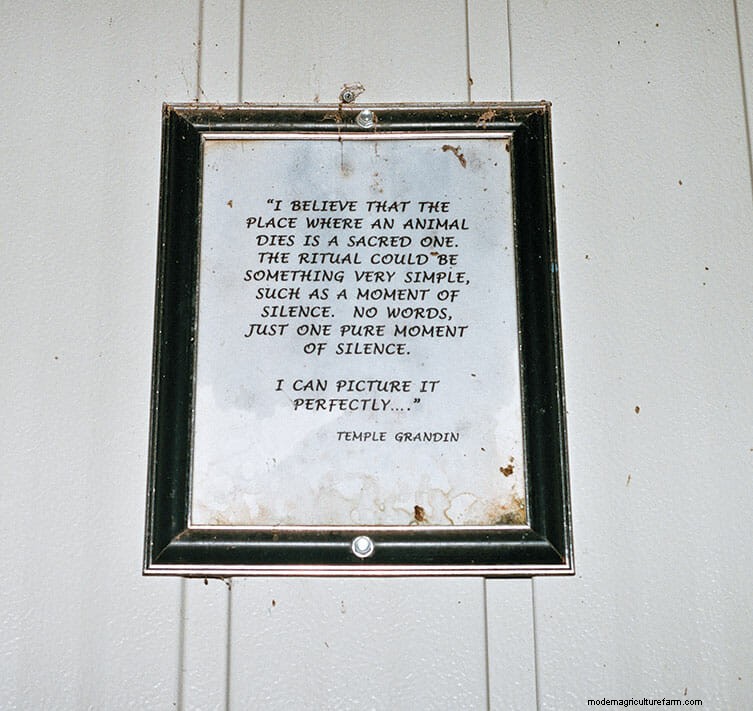 “I BELIEVE THAT THE
PLACE WHERE AN ANIMAL
DIES IS A SACRED ONE.
THE RITUAL COULD BE
SOMETHING VERY SIMPLE,
SUCH AS A MOMENT OF
SILENCE. NO WORDS,
JUST ONE PURE MOMENT
OF SILENCE.
I CAN PICTURE IT
PERFECTLY....”
TEMPLE GRANDIN
modernagriculturefarm.com